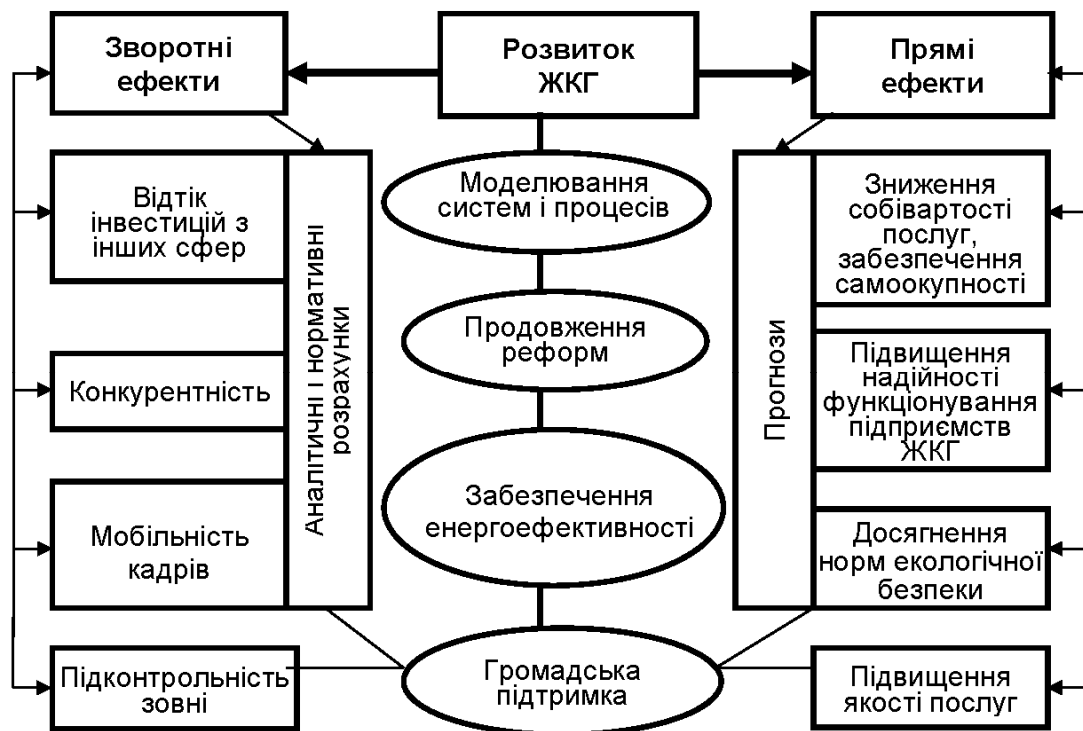 Зворотні
ефекти
Розвиток
ЖКГ
Прямі
ефекти
Відтік
інвестицій з
інших сфер
Конкурентність
Мобільність
кадрів
Підконтрольність
зовні
Аналітичні і нормативні
розрахунки
Моделювання
систем і процесів
Продовження
реформ
Забезпечення
енергоефективності
Громадська
підтримка
Прогнози
Зниження
собівартості
послуг,
забезпечення
самоокупності
Підвищення
надійності
функціонування
підприємств
ЖКГ
Досягнення
норм екологічної
безпеки
Підвищення
якості послуг